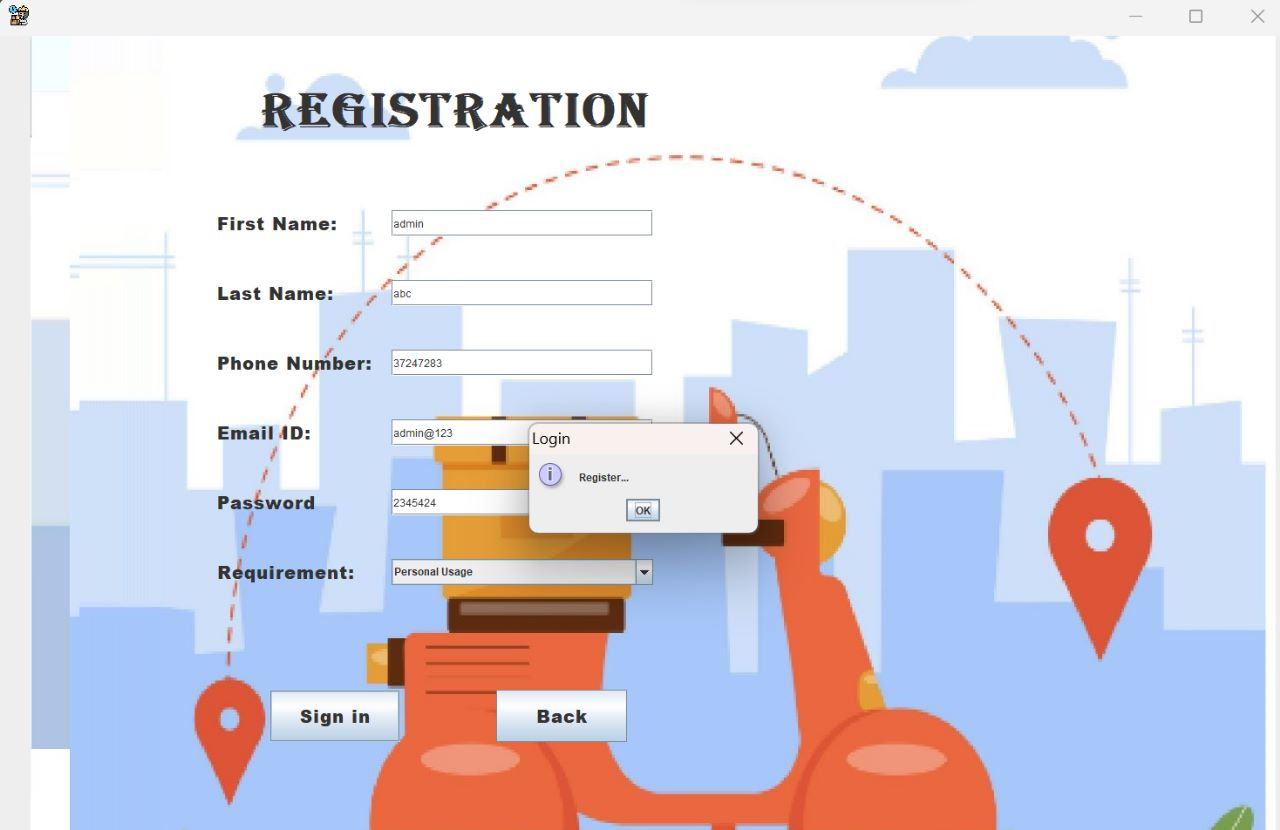 REGISTRATION
First Name: admin
Last Name: abc
Phone Number: 37247283
Email ID: admin@123
Login
Register...
OK
Password 2345424
Requirement: Personal Usage
Sign in Back